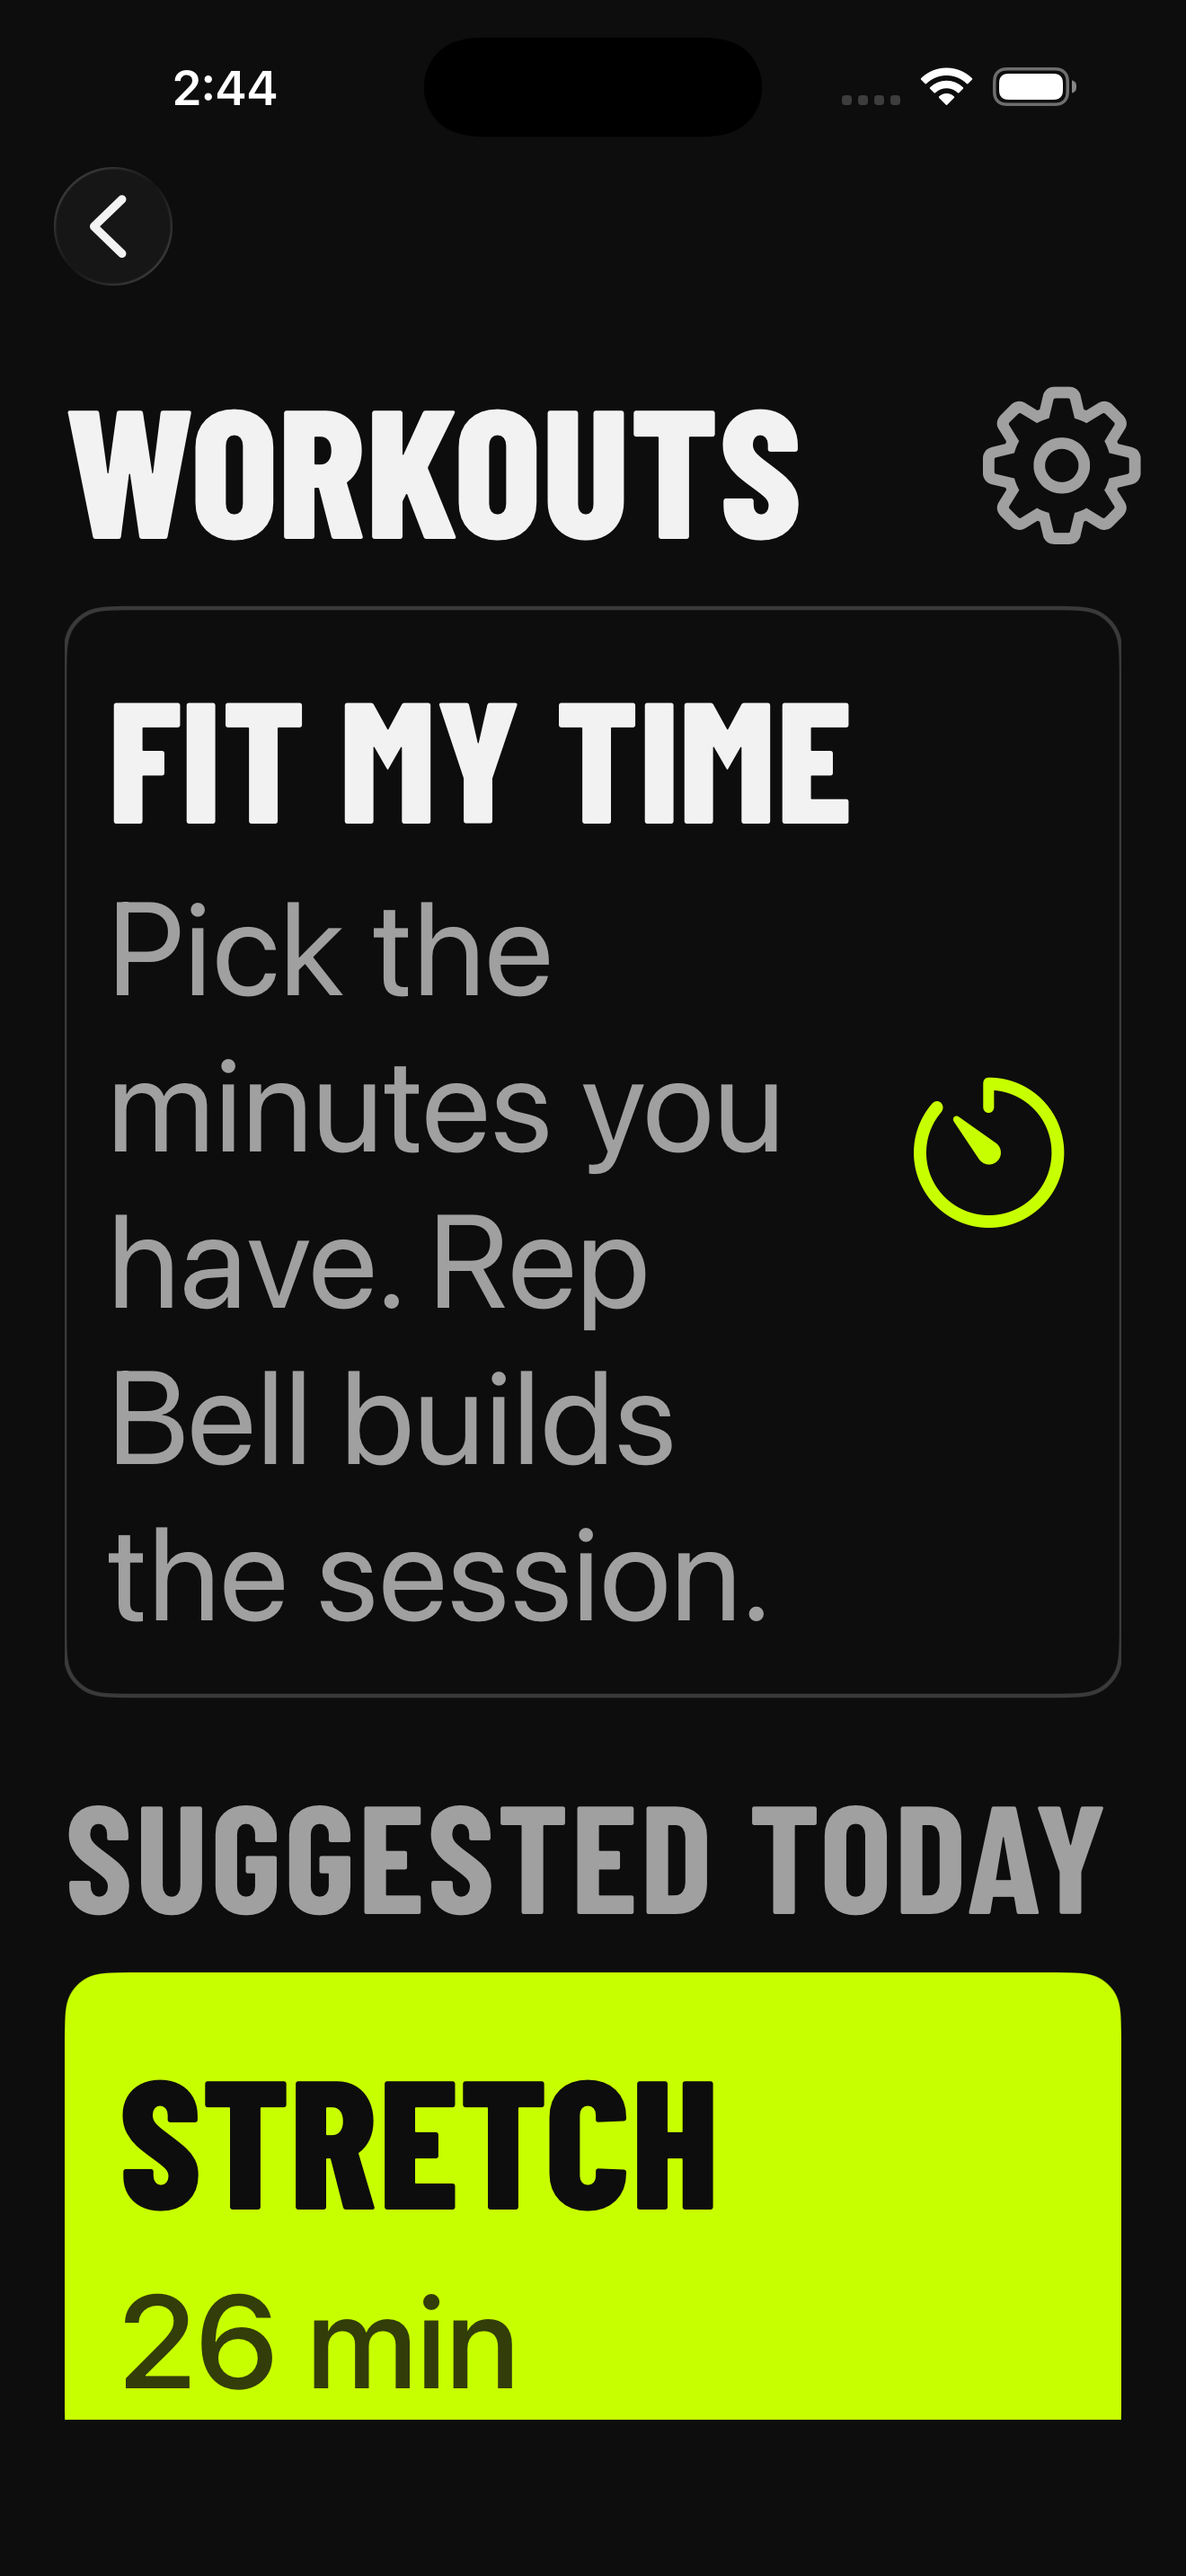 2:44
WORKOUTS
FIT MY TIME
Pick the
minutes you
have. Rep
Bell builds
the session.
SUGGESTED TODAY
STRETCH
26 min